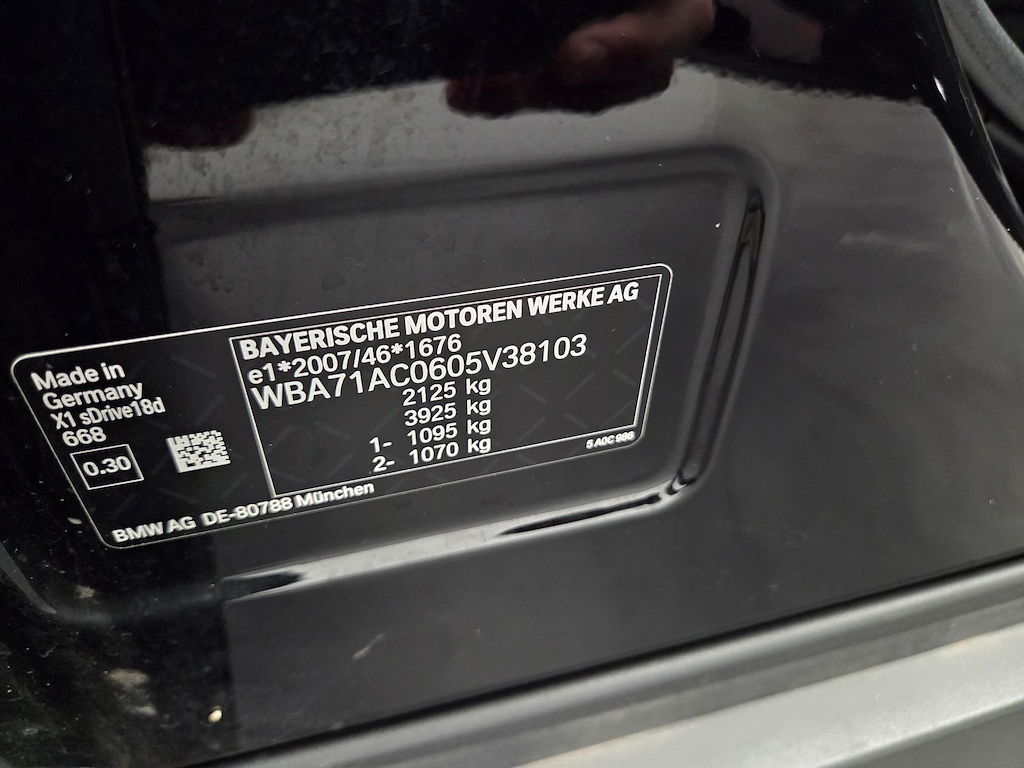 BAYERISCHE MOTOREN WERKE AG
e1*2007/46*1676
WBA71AC0605V38103
2125 kg
3925 kg
1- 1095 kg
2- 1070 kg
5 A0C 986
Made in
Germany
X1 sDrive18d
668
0.30
BMW AG DE-80788 München